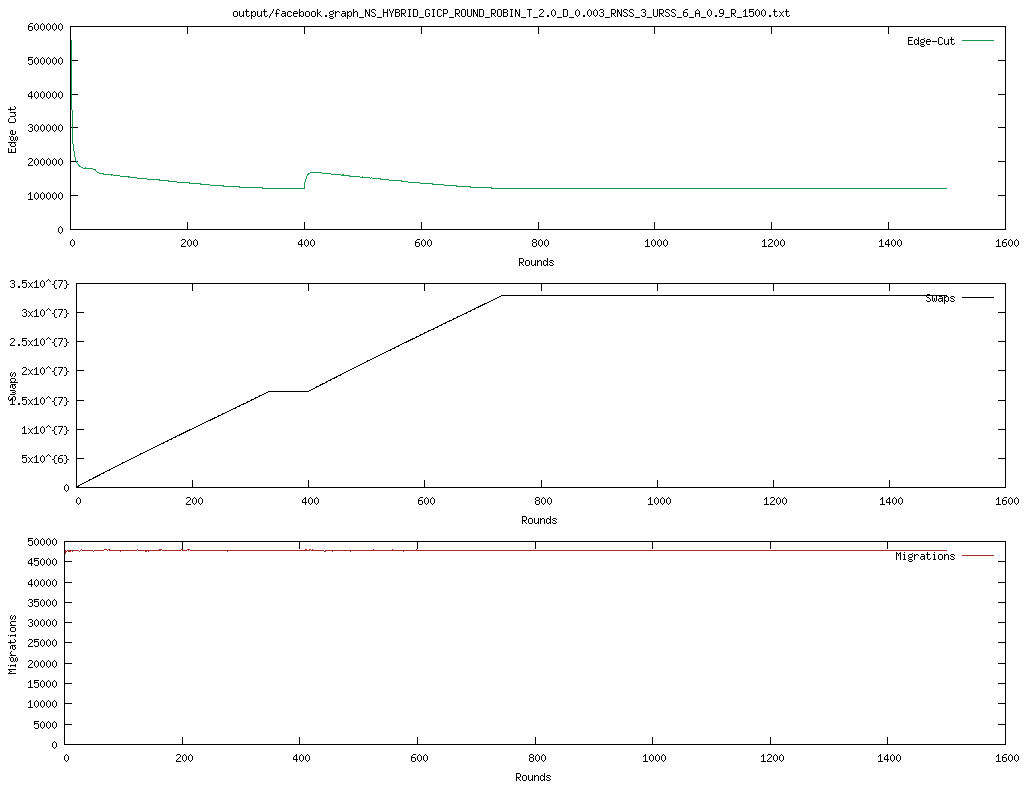 output/facebook.graph_NS_HYBRID_GICP_ROUND_ROBIN_T_2.0_D_0.003_RNSS_3_URSS_6_A_0.9_R_1500.txt
600000
500000
400000
300000
200000
100000
0
Edge Cut
Edge-Cut
0 200 400 600 800 1000 1200 1400 1600
Rounds
3.5x10^{7}
3x10^{7}
2.5x10^{7}
2x10^{7}
1.5x10^{7}
1x10^{7}
5x10^{6}
0
Swaps
Swaps
0 200 400 600 800 1000 1200 1400 1600
Rounds
50000
45000
40000
35000
30000
25000
20000
15000
10000
5000
0
Migrations
Migrations
0 200 400 600 800 1000 1200 1400 1600
Rounds